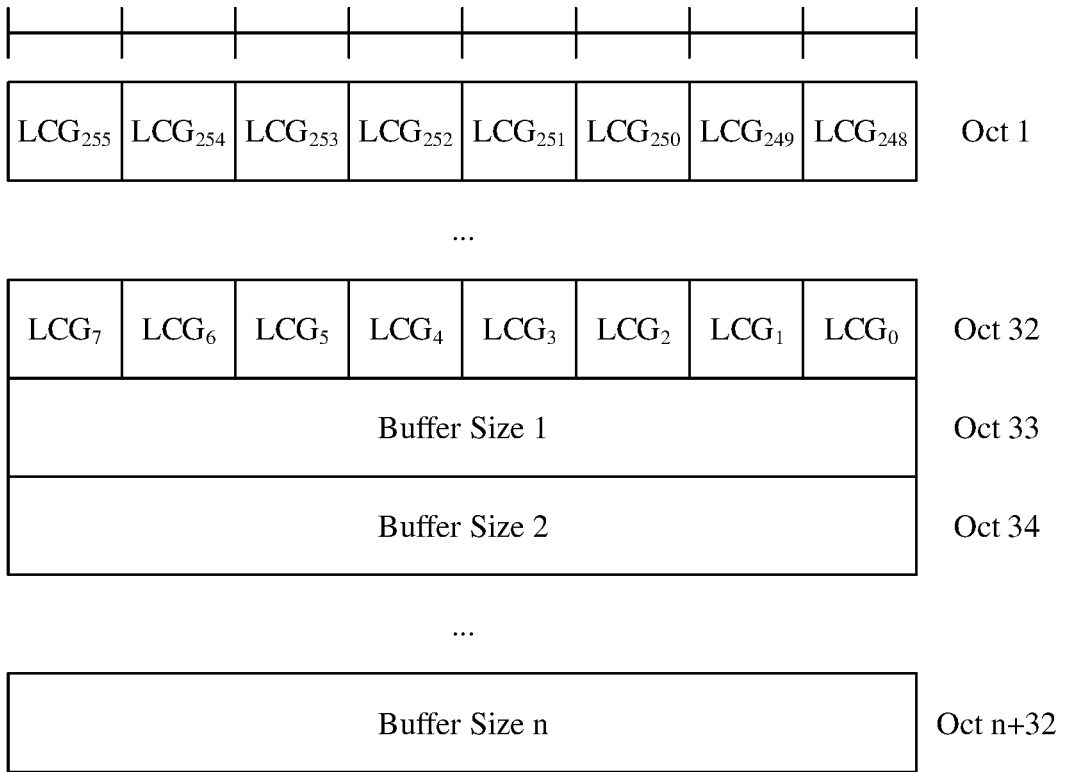 LCG₂₅₅ LCG₂₅₄ LCG₂₅₃ LCG₂₅₂ LCG₂₅₁ LCG₂₅₀ LCG₂₄₉ LCG₂₄₈ Oct 1
...
LCG₇ LCG₆ LCG₅ LCG₄ LCG₃ LCG₂ LCG₁ LCG₀ Oct 32
Buffer Size 1 Oct 33
Buffer Size 2 Oct 34
...
Buffer Size n Oct n+32